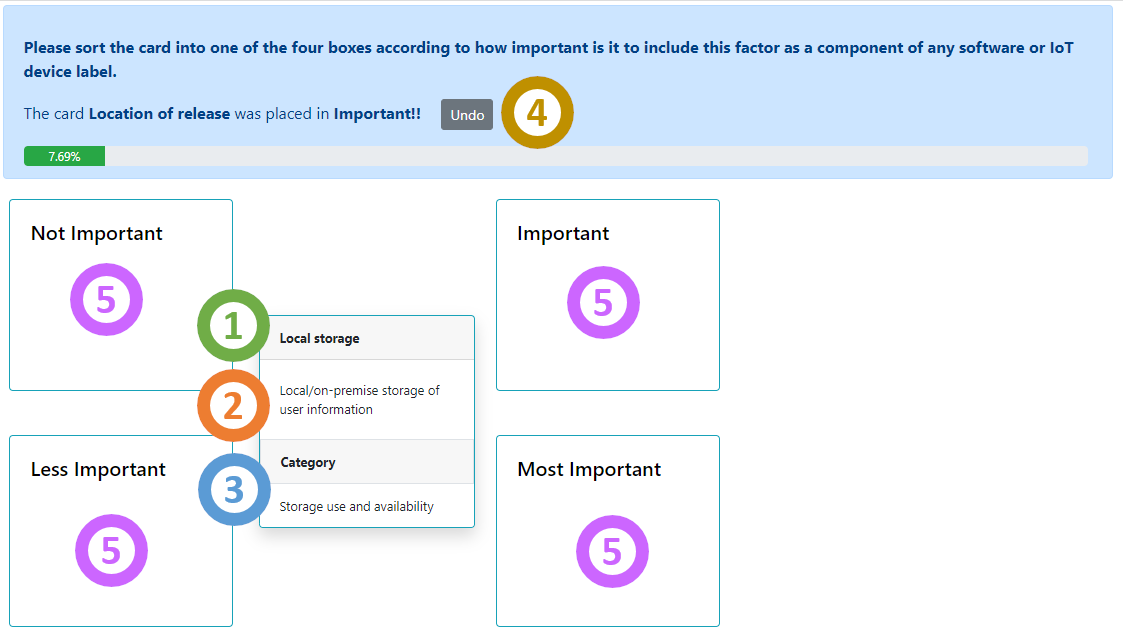 Please sort the card into one of the four boxes according to how important is it to include this factor as a component of any software or IoT
device label.
The card Location of release was placed in Important!! Undo 4
7.69%
Not Important
5
Important
5
1 Local storage
2 Local/on-premise storage of
user information
3 Category
Storage use and availability
Less Important
5
Most Important
5